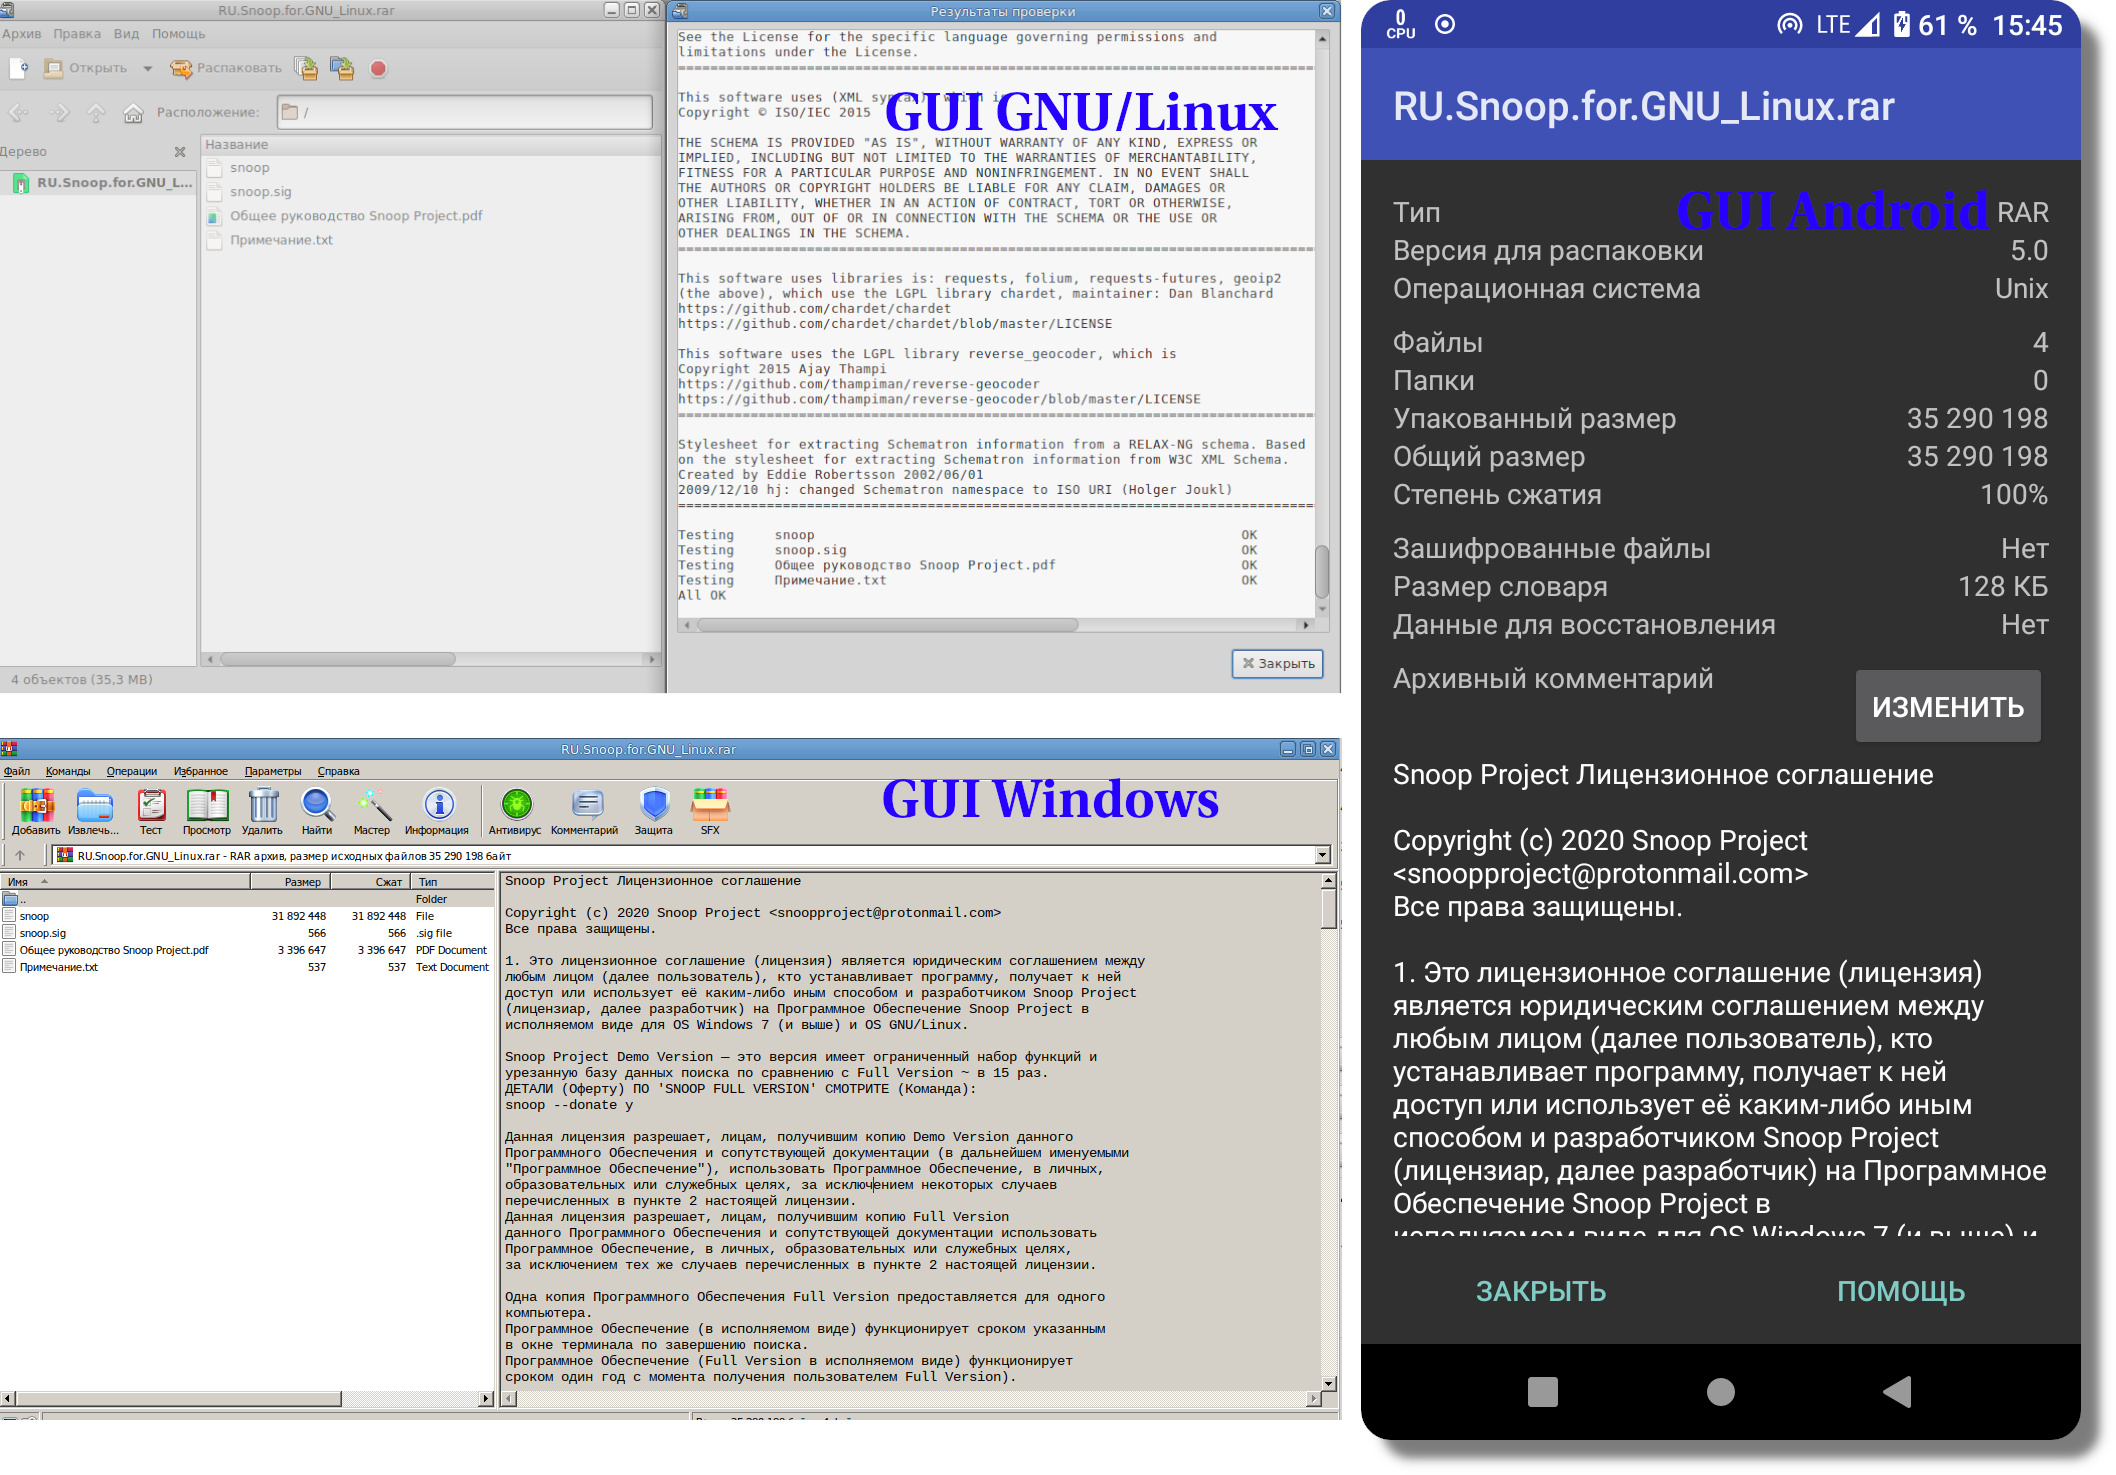 RU.Snoop.for.GNU_Linux.rar
Архив Правка Вид Помощь
Открыть Распаковать
Расположение: /
Дерево
RU.Snoop.for.GNU_L...
Название
snoop
snoop.sig
Общее руководство Snoop Project.pdf
Примечание.txt
4 объектов (35,3 MB)
Результаты проверки
See the License for the specific language governing permissions and
limitations under the License.
GUI GNU/Linux
This software uses (XML syntax), which i
Copyright © ISO/IEC 2015
THE SCHEMA IS PROVIDED "AS IS", WITHOUT WARRANTY OF ANY KIND, EXPRESS OR
IMPLIED, INCLUDING BUT NOT LIMITED TO THE WARRANTIES OF MERCHANTABILITY,
FITNESS FOR A PARTICULAR PURPOSE AND NONINFRINGEMENT. IN NO EVENT SHALL
THE AUTHORS OR COPYRIGHT HOLDERS BE LIABLE FOR ANY CLAIM, DAMAGES OR
OTHER LIABILITY, WHETHER IN AN ACTION OF CONTRACT, TORT OR OTHERWISE,
ARISING FROM, OUT OF OR IN CONNECTION WITH THE SCHEMA OR THE USE OR
OTHER DEALINGS IN THE SCHEMA.
This software uses libraries is: requests, folium, requests-futures, geoip2
(the above), which use the LGPL library chardet, maintainer: Dan Blanchard
https://github.com/chardet/chardet
https://github.com/chardet/chardet/blob/master/LICENSE
This software uses the LGPL library reverse_geocoder, which is
Copyright 2015 Ajay Thampi
https://github.com/thampiman/reverse-geocoder
https://github.com/thampiman/reverse-geocoder/blob/master/LICENSE
Stylesheet for extracting Schematron information from a RELAX-NG schema. Based
on the stylesheet for extracting Schematron information from W3C XML Schema.
Created by Eddie Robertsson 2002/06/01
2009/12/10 hj: changed Schematron namespace to ISO URI (Holger Joukl)
Testing snoop OK
Testing snoop.sig OK
Testing Общее руководство Snoop Project.pdf OK
Testing Примечание.txt OK
All OK
Закрыть
RU.Snoop.for.GNU_Linux.rar
Файл Команды Операции Избранное Параметры Справка
GUI Windows
Добавить Извлечь... Тест Просмотр Удалить Найти Мастер Информация Антивирус Комментарий Защита SFX
RU.Snoop.for.GNU_Linux.rar - RAR архив, размер исходных файлов 35 290 198 байт
Имя Размер Сжат Тип
.. Folder
snoop 31 892 448 31 892 448 File
snoop.sig 566 566 .sig file
Общее руководство Snoop Project.pdf 3 396 647 3 396 647 PDF Document
Примечание.txt 537 537 Text Document
Snoop Project Лицензионное соглашение
Copyright (c) 2020 Snoop Project <snoopproject@protonmail.com>
Все права защищены.
1. Это лицензионное соглашение (лицензия) является юридическим соглашением между
любым лицом (далее пользователь), кто устанавливает программу, получает к ней
доступ или использует её каким-либо иным способом и разработчиком Snoop Project
(лицензиар, далее разработчик) на Программное Обеспечение Snoop Project в
исполняемом виде для OS Windows 7 (и выше) и OS GNU/Linux.
Snoop Project Demo Version — это версия имеет ограниченный набор функций и
урезанную базу данных поиска по сравнению с Full Version ~ в 15 раз.
ДЕТАЛИ (Оферту) ПО 'SNOOP FULL VERSION' СМОТРИТЕ (Команда):
snoop --donate y
Данная лицензия разрешает, лицам, получившим копию Demo Version данного
Программного Обеспечения и сопутствующей документации (в дальнейшем именуемыми
"Программное Обеспечение"), использовать Программное Обеспечение, в личных,
образовательных или служебных целях, за исключением некоторых случаев
перечисленных в пункте 2 настоящей лицензии.
Данная лицензия разрешает, лицам, получившим копию Full Version
данного Программного Обеспечения и сопутствующей документации использовать
Программное Обеспечение, в личных, образовательных или служебных целях,
за исключением тех же случаев перечисленных в пункте 2 настоящей лицензии.
Одна копия Программного Обеспечения Full Version предоставляется для одного
компьютера.
Программное Обеспечение (в исполняемом виде) функционирует сроком указанным
в окне терминала по завершению поиска.
Программное Обеспечение (Full Version в исполняемом виде) функционирует
сроком один год с момента получения пользователем Full Version).
0 CPU LTE 61 % 15:45
RU.Snoop.for.GNU_Linux.rar
GUI Android
Тип RAR
Версия для распаковки 5.0
Операционная система Unix
Файлы 4
Папки 0
Упакованный размер 35 290 198
Общий размер 35 290 198
Степень сжатия 100%
Зашифрованные файлы Нет
Размер словаря 128 КБ
Данные для восстановления Нет
Архивный комментарий ИЗМЕНИТЬ
Snoop Project Лицензионное соглашение
Copyright (c) 2020 Snoop Project
<snoopproject@protonmail.com>
Все права защищены.
1. Это лицензионное соглашение (лицензия)
является юридическим соглашением между
любым лицом (далее пользователь), кто
устанавливает программу, получает к ней
доступ или использует её каким-либо иным
способом и разработчиком Snoop Project
(лицензиар, далее разработчик) на Программное
Обеспечение Snoop Project в
исполняемом виде для OS Windows 7 (и выше) и
ЗАКРЫТЬ ПОМОЩЬ